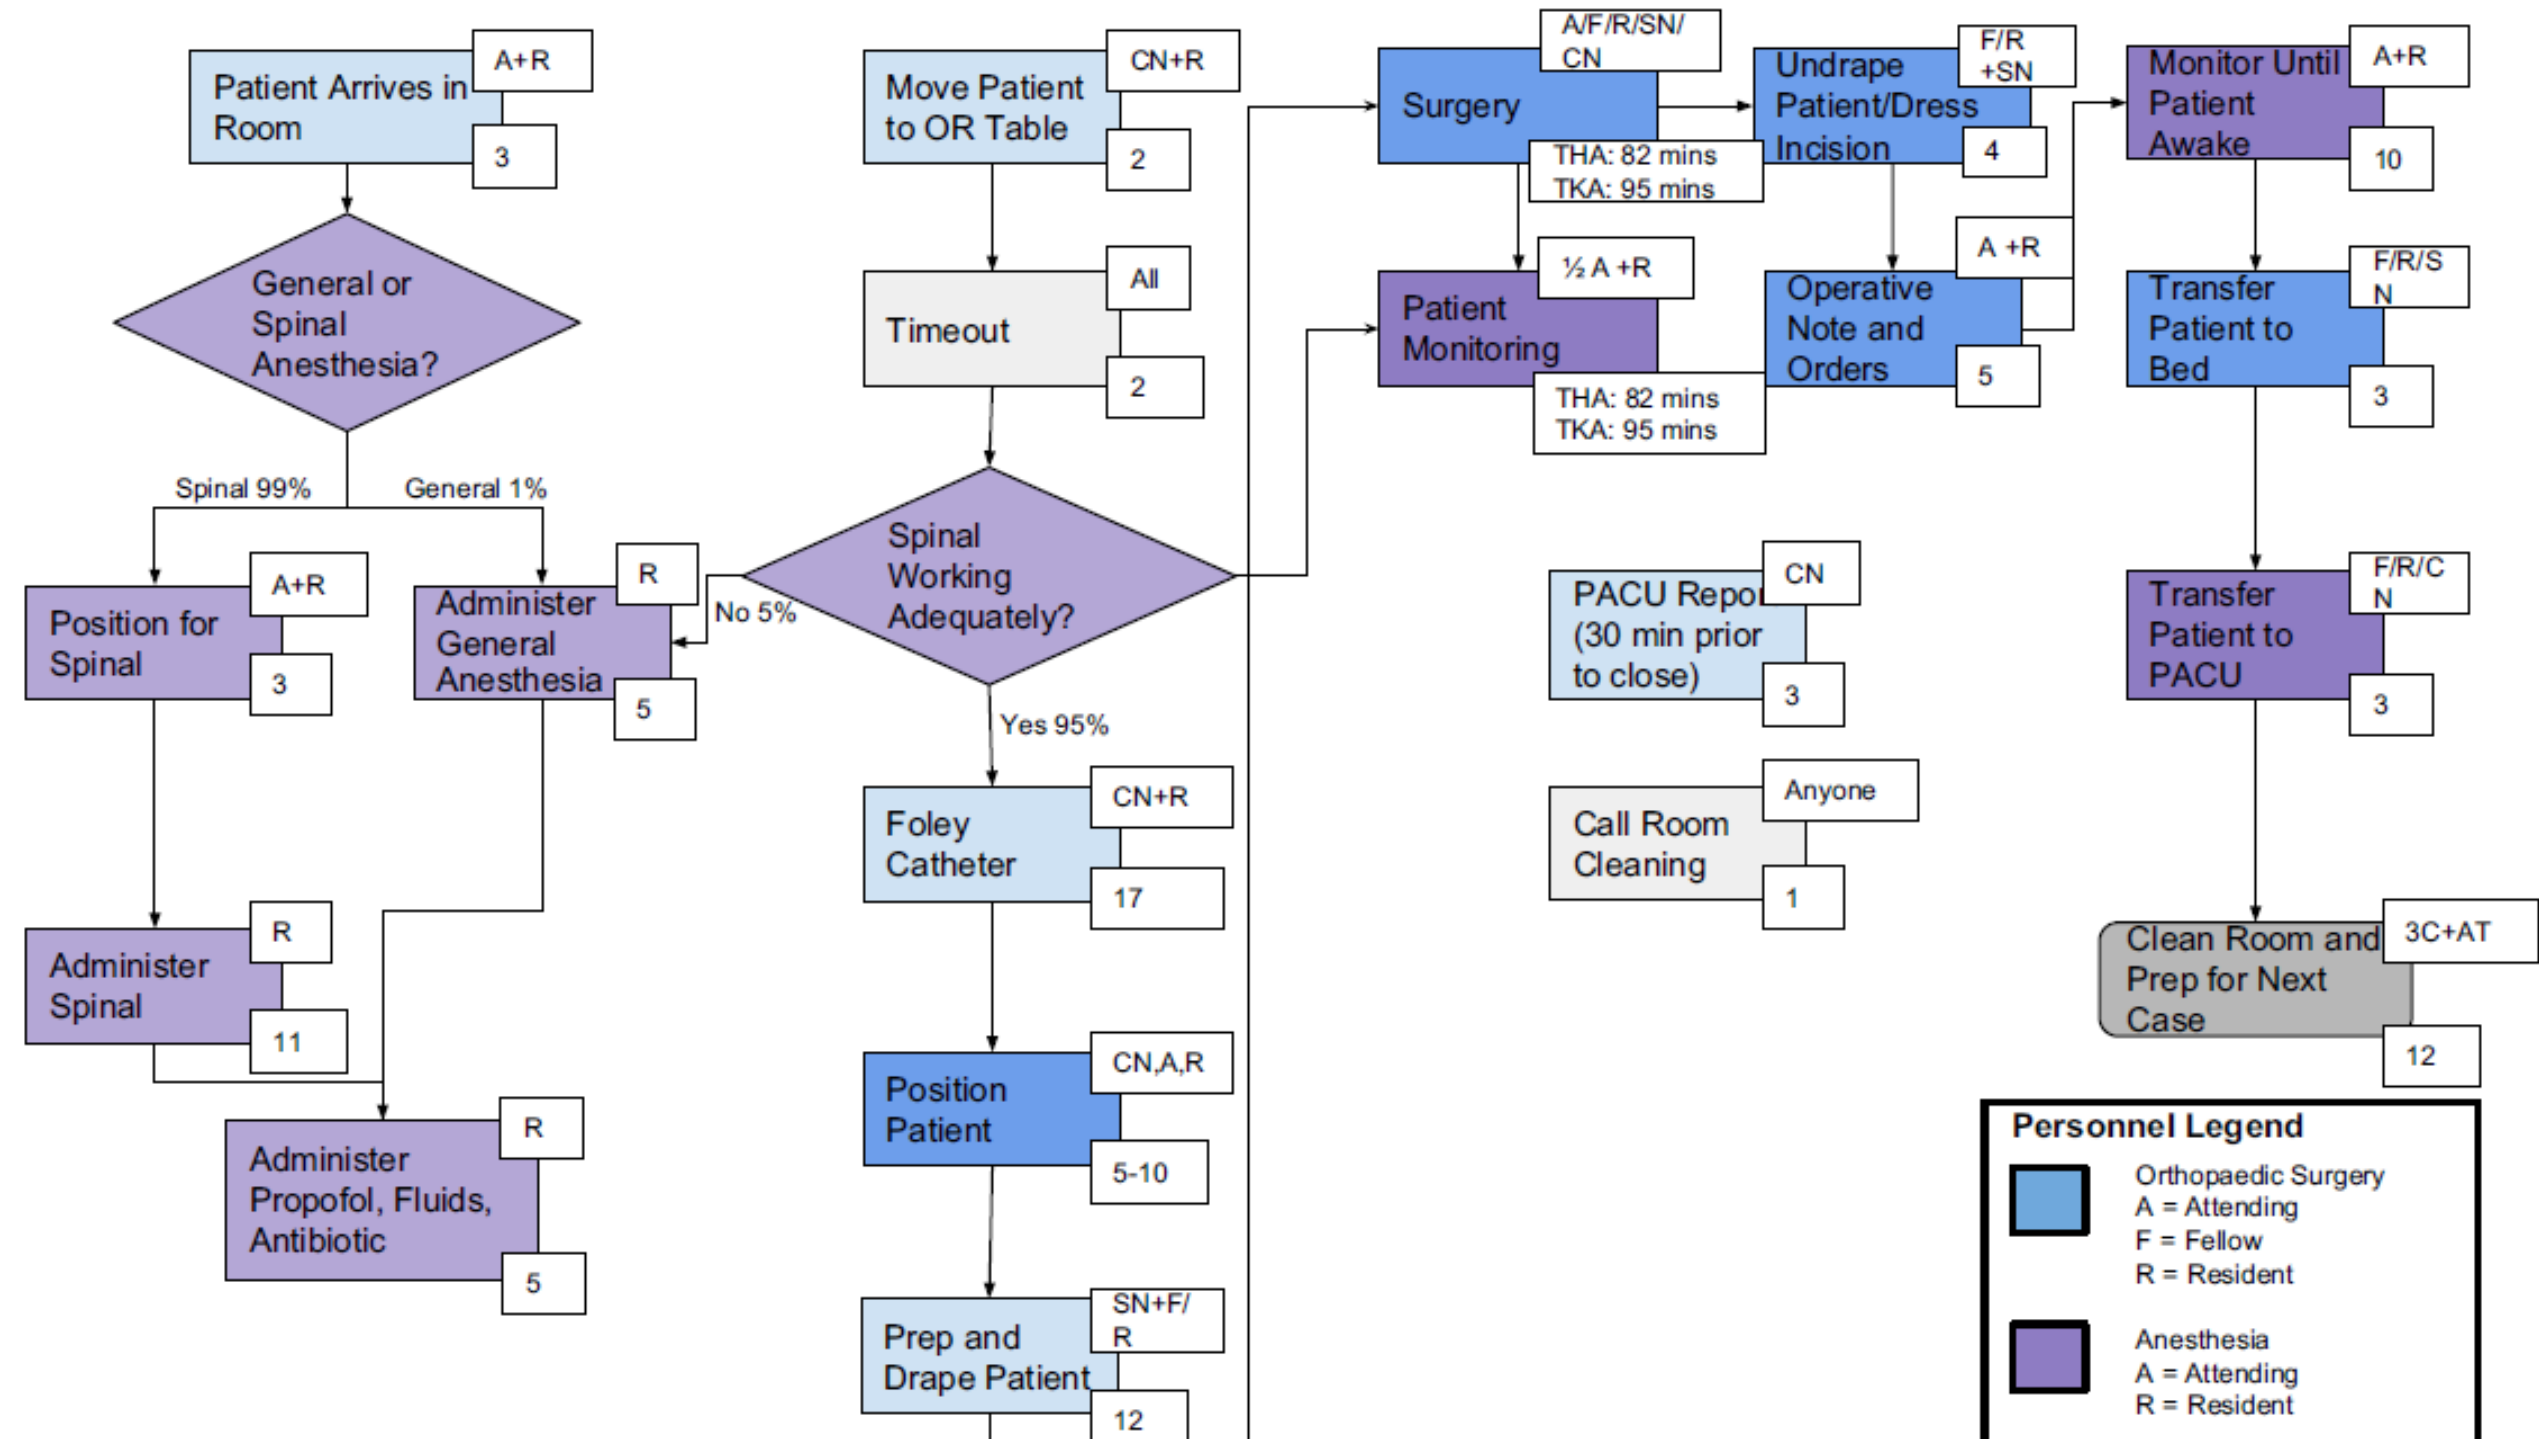 A+R
Patient Arrives in
Room
3
General or
Spinal
Anesthesia?
Spinal 99%
General 1%
A+R
Position for
Spinal
3
R
Administer
General
Anesthesia
5
R
Administer
Spinal
11
R
Administer
Propofol, Fluids,
Antibiotic
5
CN+R
Move Patient
to OR Table
2
All
Timeout
2
Spinal
Working
Adequately?
No 5%
Yes 95%
CN+R
Foley
Catheter
17
CN,A,R
Position
Patient
5-10
SN+F/
R
Prep and
Drape Patient
12
A/F/R/SN/
CN
Surgery
THA: 82 mins
TKA: 95 mins
½ A +R
Patient
Monitoring
THA: 82 mins
TKA: 95 mins
F/R
+SN
Undrape
Patient/Dress
Incision
4
A +R
Operative
Note and
Orders
5
CN
PACU Repor
(30 min prior
to close)
3
Anyone
Call Room
Cleaning
1
A+R
Monitor Until
Patient
Awake
10
F/R/S
N
Transfer
Patient to
Bed
3
F/R/C
N
Transfer
Patient to
PACU
3
3C+AT
Clean Room and
Prep for Next
Case
12
Personnel Legend
Orthopaedic Surgery
A = Attending
F = Fellow
R = Resident
Anesthesia
A = Attending
R = Resident